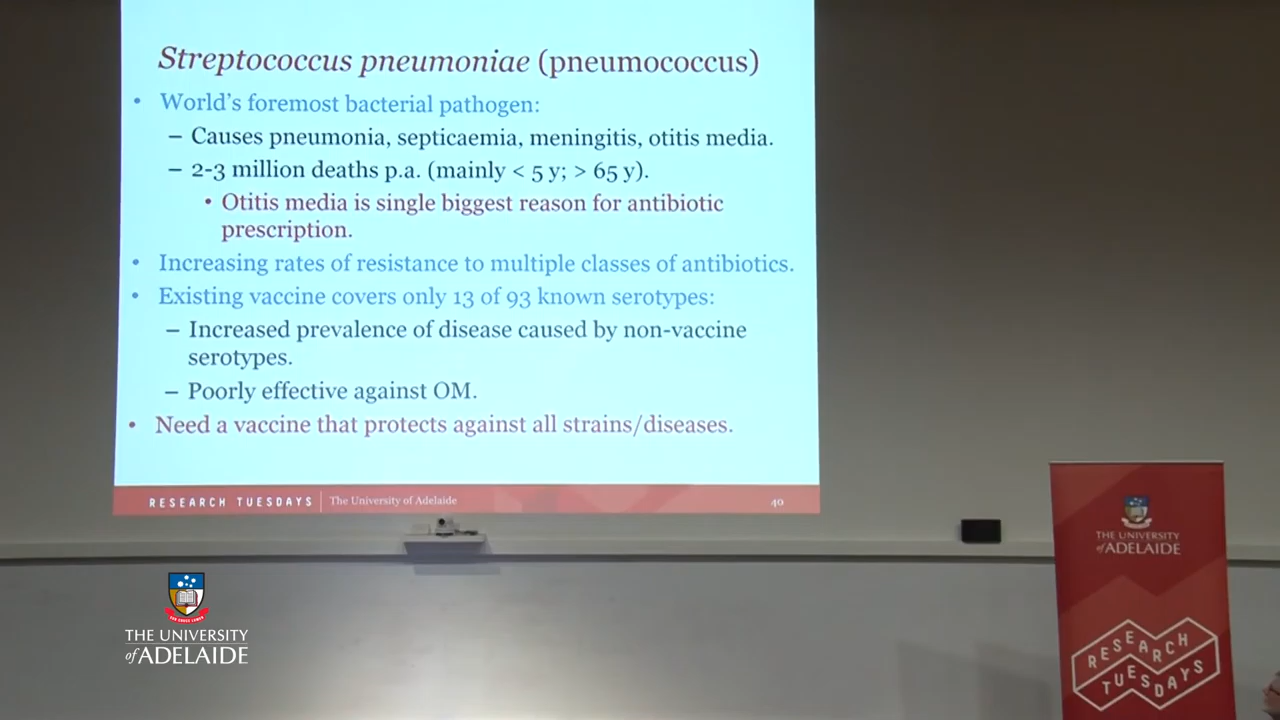 Streptococcus pneumoniae (pneumococcus)
• World's foremost bacterial pathogen:
– Causes pneumonia, septicaemia, meningitis, otitis media.
– 2-3 million deaths p.a. (mainly < 5 y; > 65 y).
• Otitis media is single biggest reason for antibiotic
prescription.
• Increasing rates of resistance to multiple classes of antibiotics.
• Existing vaccine covers only 13 of 93 known serotypes:
– Increased prevalence of disease caused by non-vaccine
serotypes.
– Poorly effective against OM.
• Need a vaccine that protects against all strains/diseases.
RESEARCH TUESDAYS The University of Adelaide 40
THE UNIVERSITY
of ADELAIDE
RESEARCH
TUESDAYS
THE UNIVERSITY
of ADELAIDE